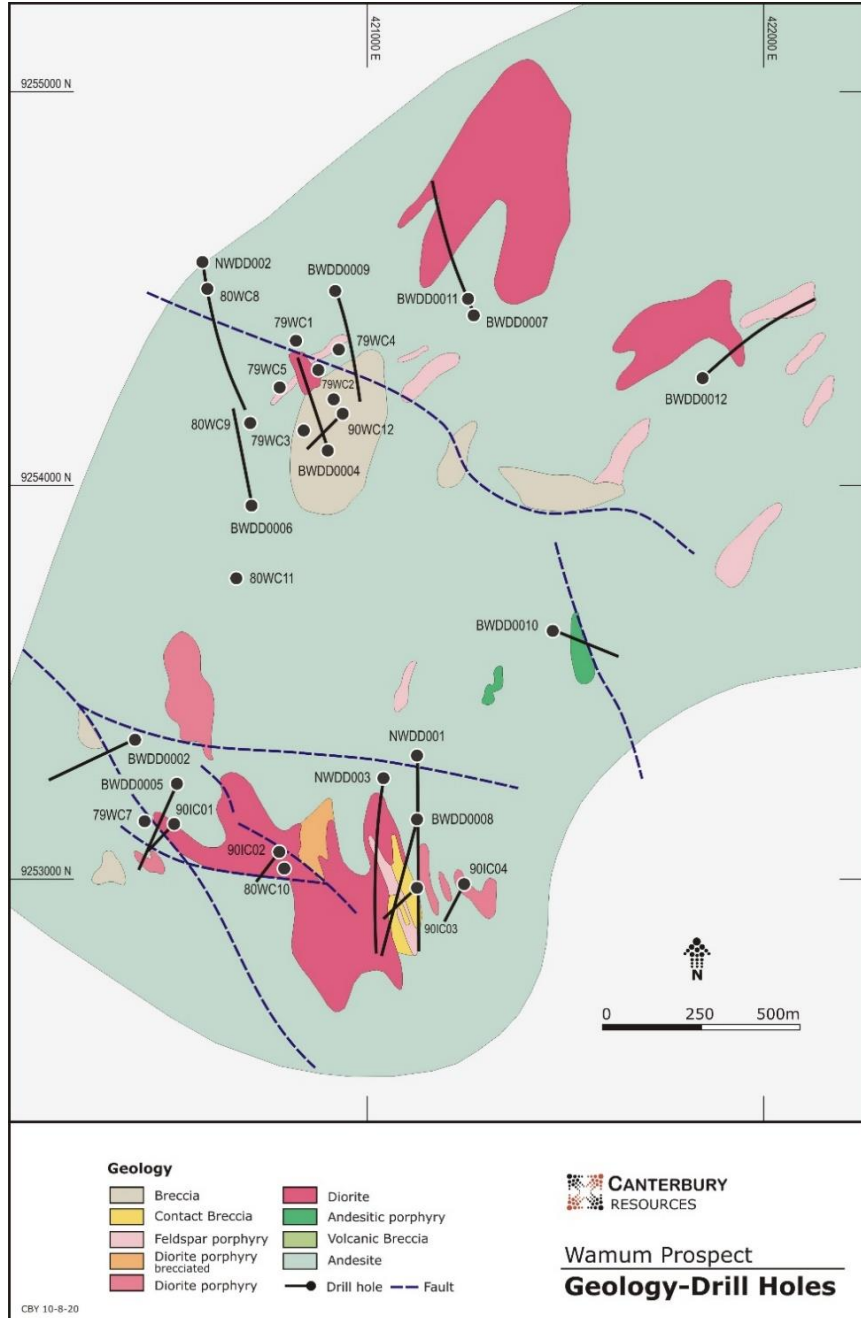 421000 E
422000 E
9255000 N
NWDD002
BWDD0009
80WC8
BWDD0011
BWDD0007
79WC1
79WC4
79WC5
BWDD0012
79WC2
80WC9
79WC3
90WC12
BWDD0004
9254000 N
BWDD0006
80WC11
BWDD0010
NWDD001
BWDD0002
BWDD0005
NWDD003
79WC7
90IC01
BWDD0008
90IC02
90IC04
80WC10
9253000 N
90IC03
N
0 250 500m
Geology
Breccia
Contact Breccia
Feldspar porphyry
Diorite porphyry
brecciated
Diorite porphyry
Diorite
Andesitic porphyry
Volcanic Breccia
Andesite
Drill hole
Fault
CANTERBURY
RESOURCES
Wamum Prospect
Geology-Drill Holes
CBY 10-8-20